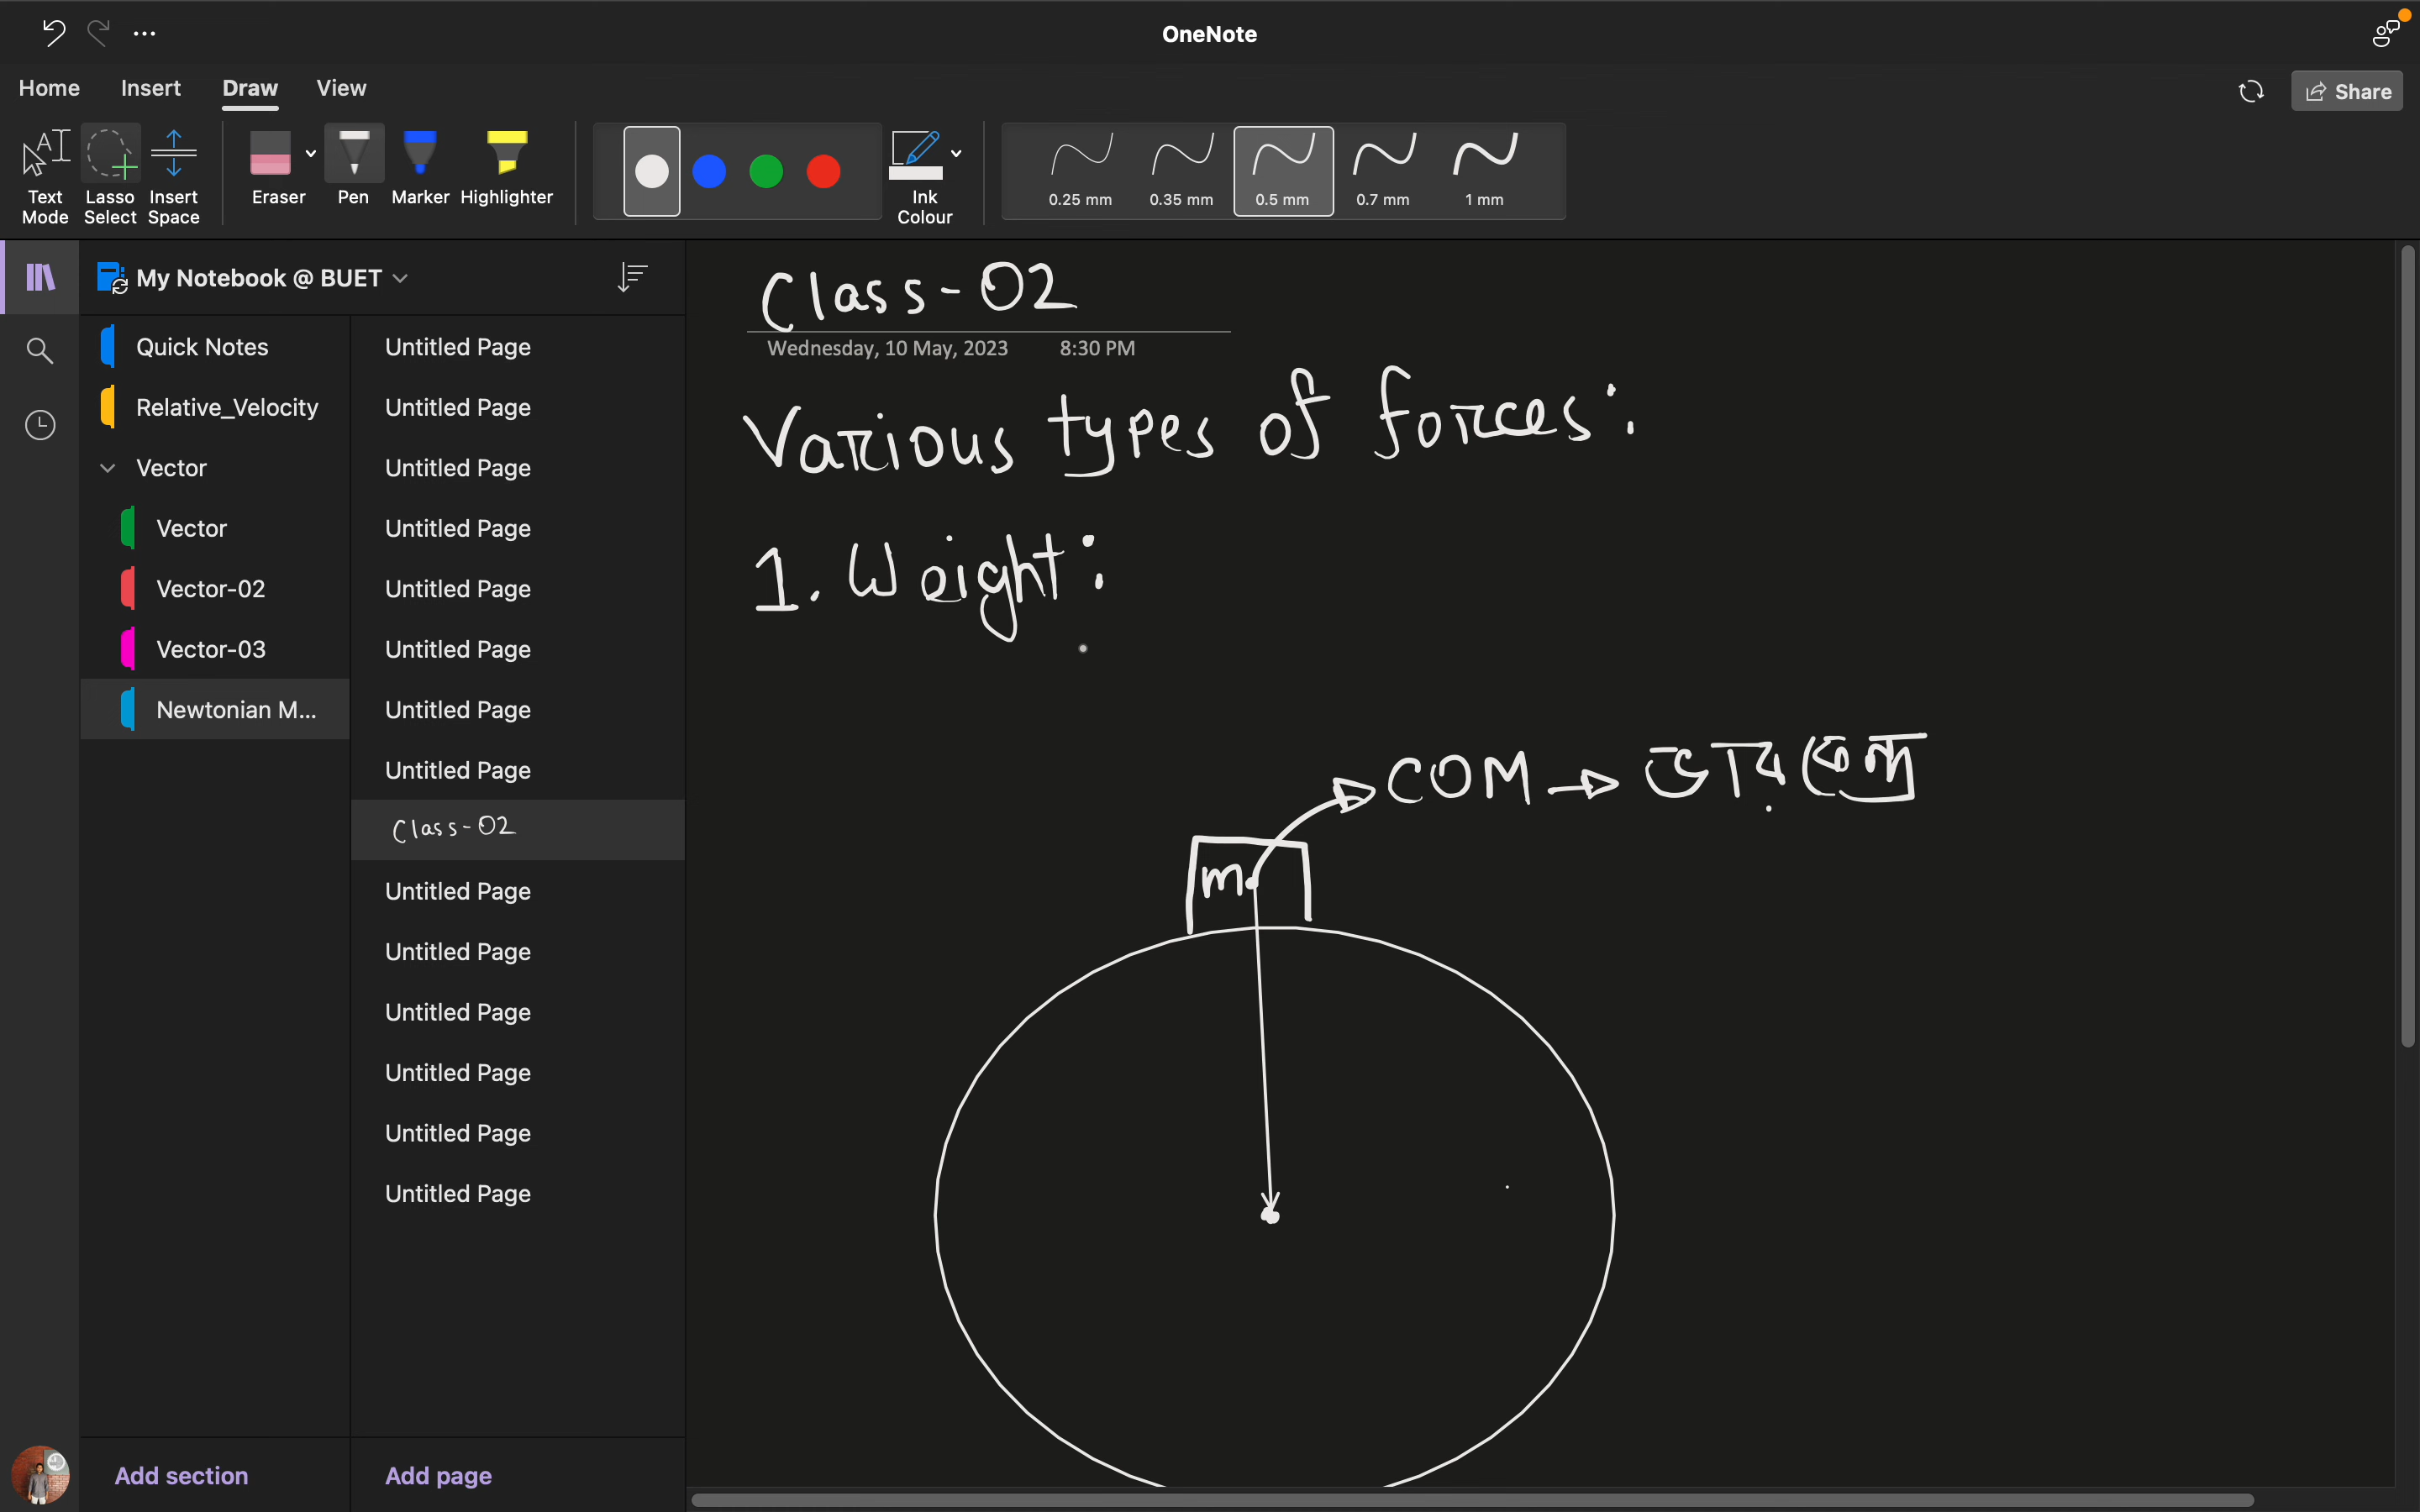 OneNote
Home Insert Draw View
Share
Text Mode
Lasso Select
Insert Space
Eraser
Pen
Marker
Highlighter
Ink Colour
0.25 mm
0.35 mm
0.5 mm
0.7 mm
1 mm
My Notebook @ BUET
Quick Notes
Relative_Velocity
Vector
Vector
Vector-02
Vector-03
Newtonian M...
Add section
Untitled Page
Untitled Page
Untitled Page
Untitled Page
Untitled Page
Untitled Page
Untitled Page
Untitled Page
Class-02
Untitled Page
Untitled Page
Untitled Page
Untitled Page
Untitled Page
Untitled Page
Add page
Class-02
Wednesday, 10 May, 2023 8:30 PM
Various types of forces:
1. Weight:
COM → ভারকেন্দ্র
m